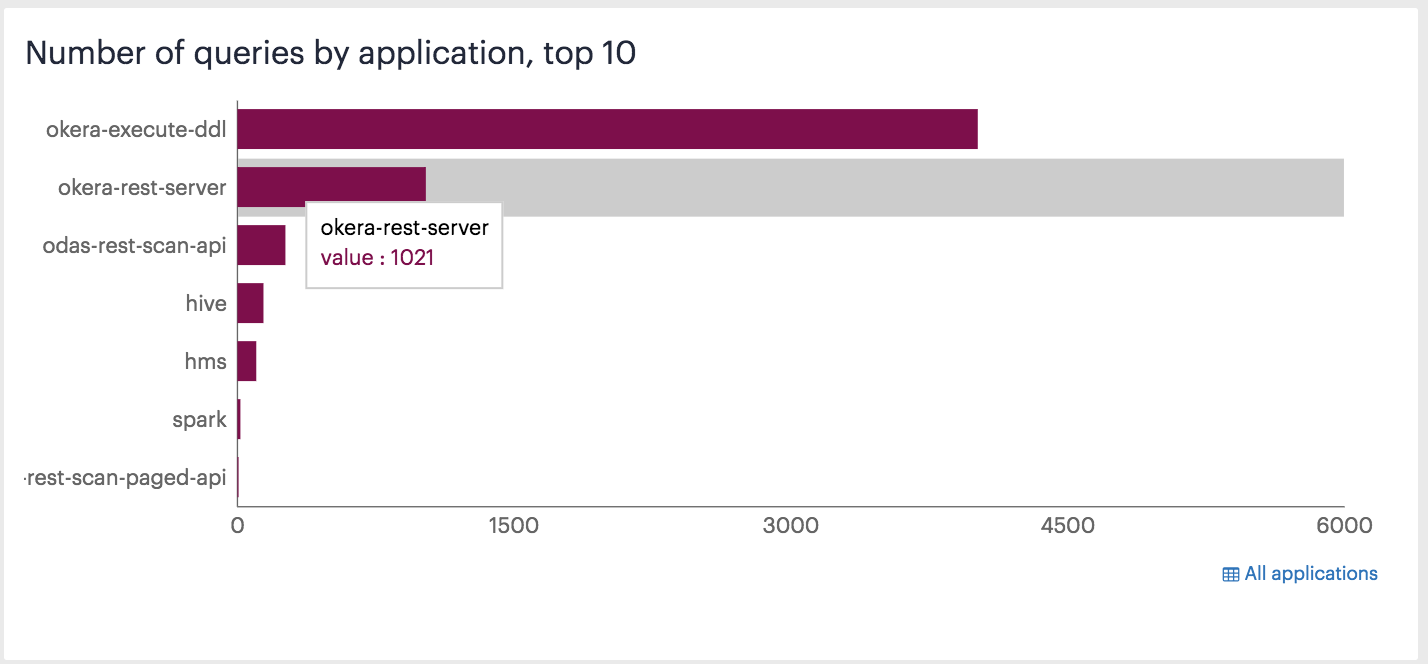 Number of queries by application, top 10
okera-execute-ddl
okera-rest-server
okera-rest-server
value : 1021
odas-rest-scan-api
hive
hms
spark
-rest-scan-paged-api
0 1500 3000 4500 6000
All applications